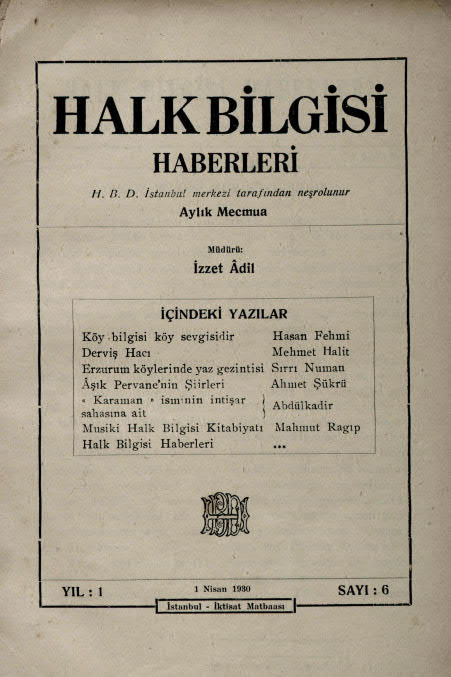 HALK BİLGİSİ
HABERLERİ
H. B. D. İstanbul merkezi tarafından neşrolunur
Aylık Mecmua
Müdürü:
İzzet Âdil
İÇİNDEKİ YAZILAR
Köy bilgisi köy sevgisidir Hasan Fehmi
Derviş Hacı Mehmet Halit
Erzurum köylerinde yaz gezintisi Sırrı Numan
Âşık Pervane'nin Şiirleri Ahmet Şükrü
« Karaman » isminin intişar
sahasına ait } Abdülkadir
Musiki Halk Bilgisi Kitabiyatı Mahmut Ragıp
Halk Bilgisi Haberleri ...
YIL : 1 1 Nisan 1930 SAYI : 6
İstanbul - İktisat Matbaası